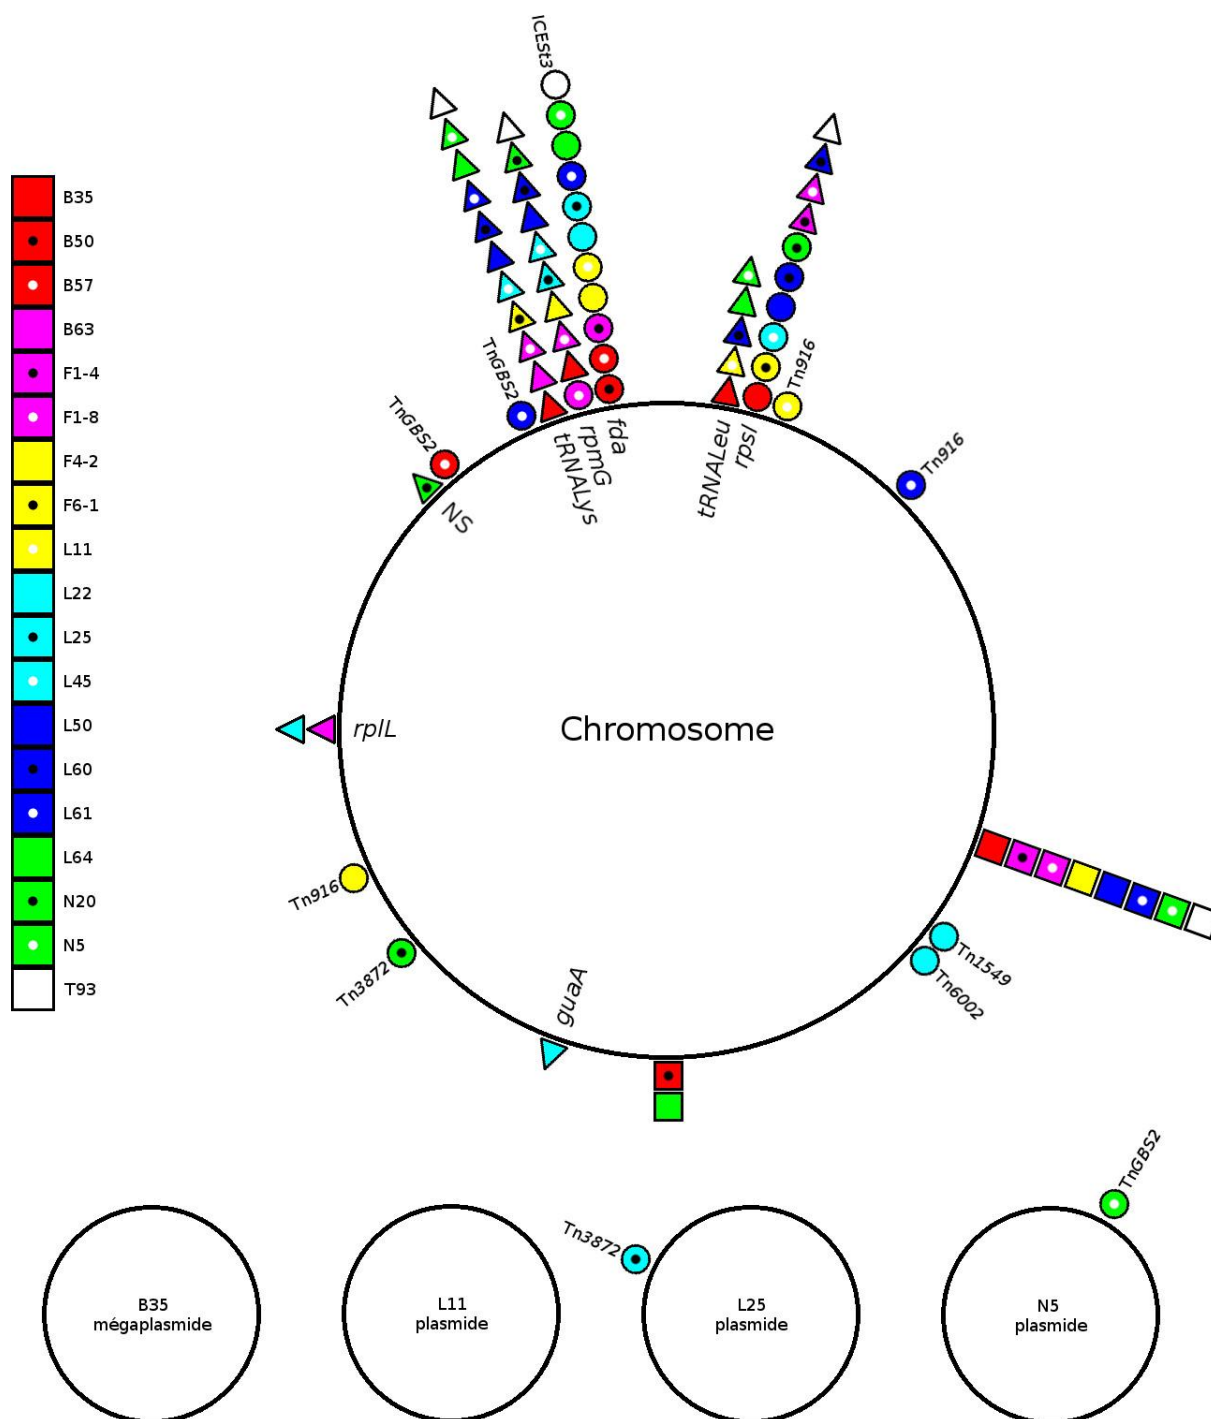 ICESt3
TnGBS2
Tn916
TnGBS2
Tn916
fda
rpmG
tRNALys
tRNALeu
rpsI
NS
B35
B50
B57
B63
F1-4
F1-8
F4-2
F6-1
L11
L22
L25
L45
L50
L60
L61
L64
N20
N5
T93
rplL
Chromosome
Tn916
Tn3872
guaA
Tn1549
Tn6002
TnGBS2
Tn3872
B35
mégaplasmide
L11
plasmide
L25
plasmide
N5
plasmide